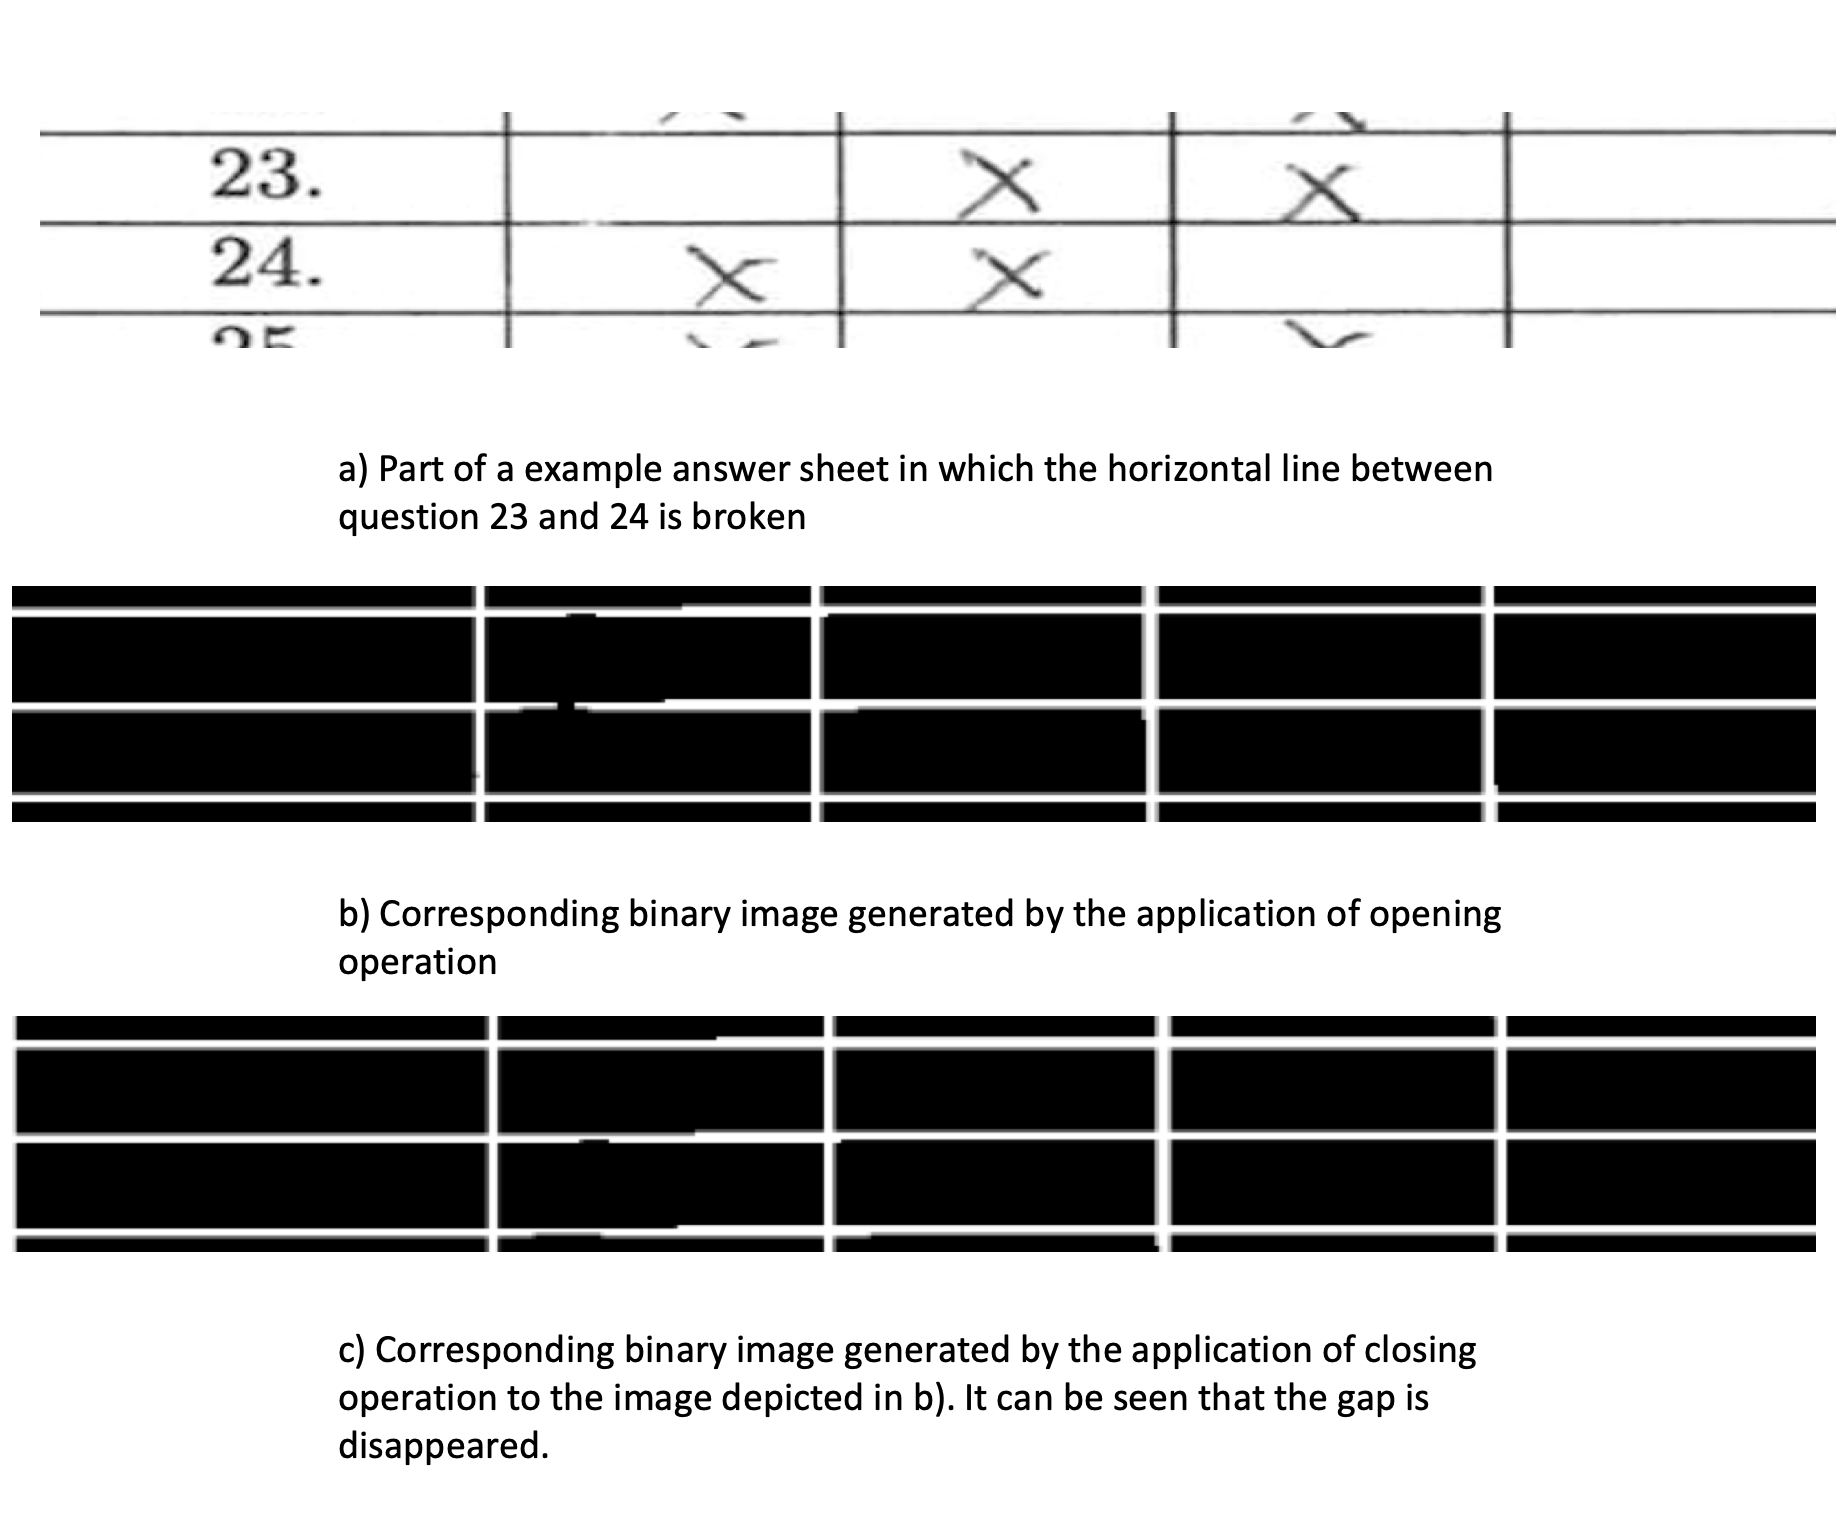 23.
24.
25
a) Part of a example answer sheet in which the horizontal line between
question 23 and 24 is broken
b) Corresponding binary image generated by the application of opening
operation
c) Corresponding binary image generated by the application of closing
operation to the image depicted in b). It can be seen that the gap is
disappeared.